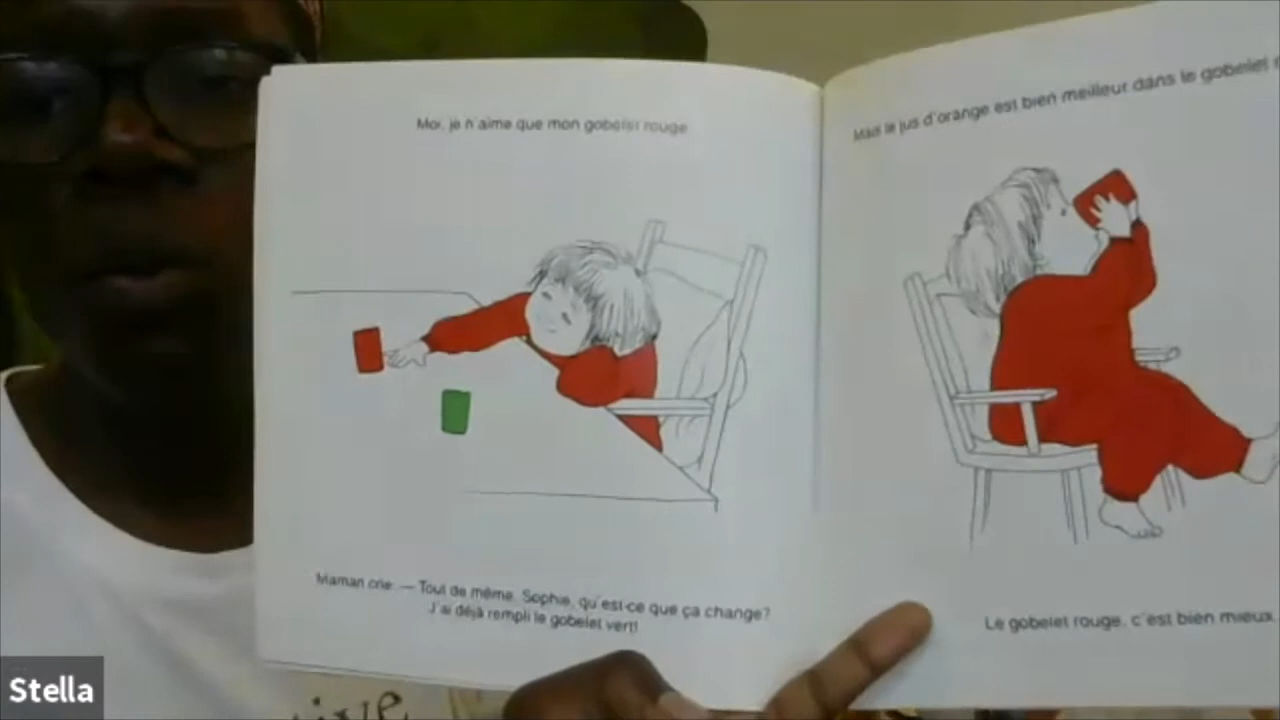 Moi, je n'aime que mon gobelet rouge.
Maman crie: — Tout de même, Sophie, qu'est-ce que ça change?
J'ai déjà rempli le gobelet vert!
Mais le jus d'orange est bien meilleur dans le gobelet
Le gobelet rouge, c'est bien mieux.
Stella